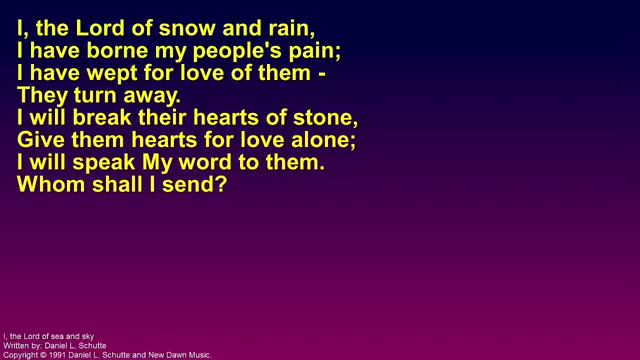 I, the Lord of snow and rain,
I have borne my people's pain;
I have wept for love of them -
They turn away.
I will break their hearts of stone,
Give them hearts for love alone;
I will speak My word to them.
Whom shall I send?
I, the Lord of sea and sky
Written by: Daniel L. Schutte
Copyright © 1991 Daniel L. Schutte and New Dawn Music.